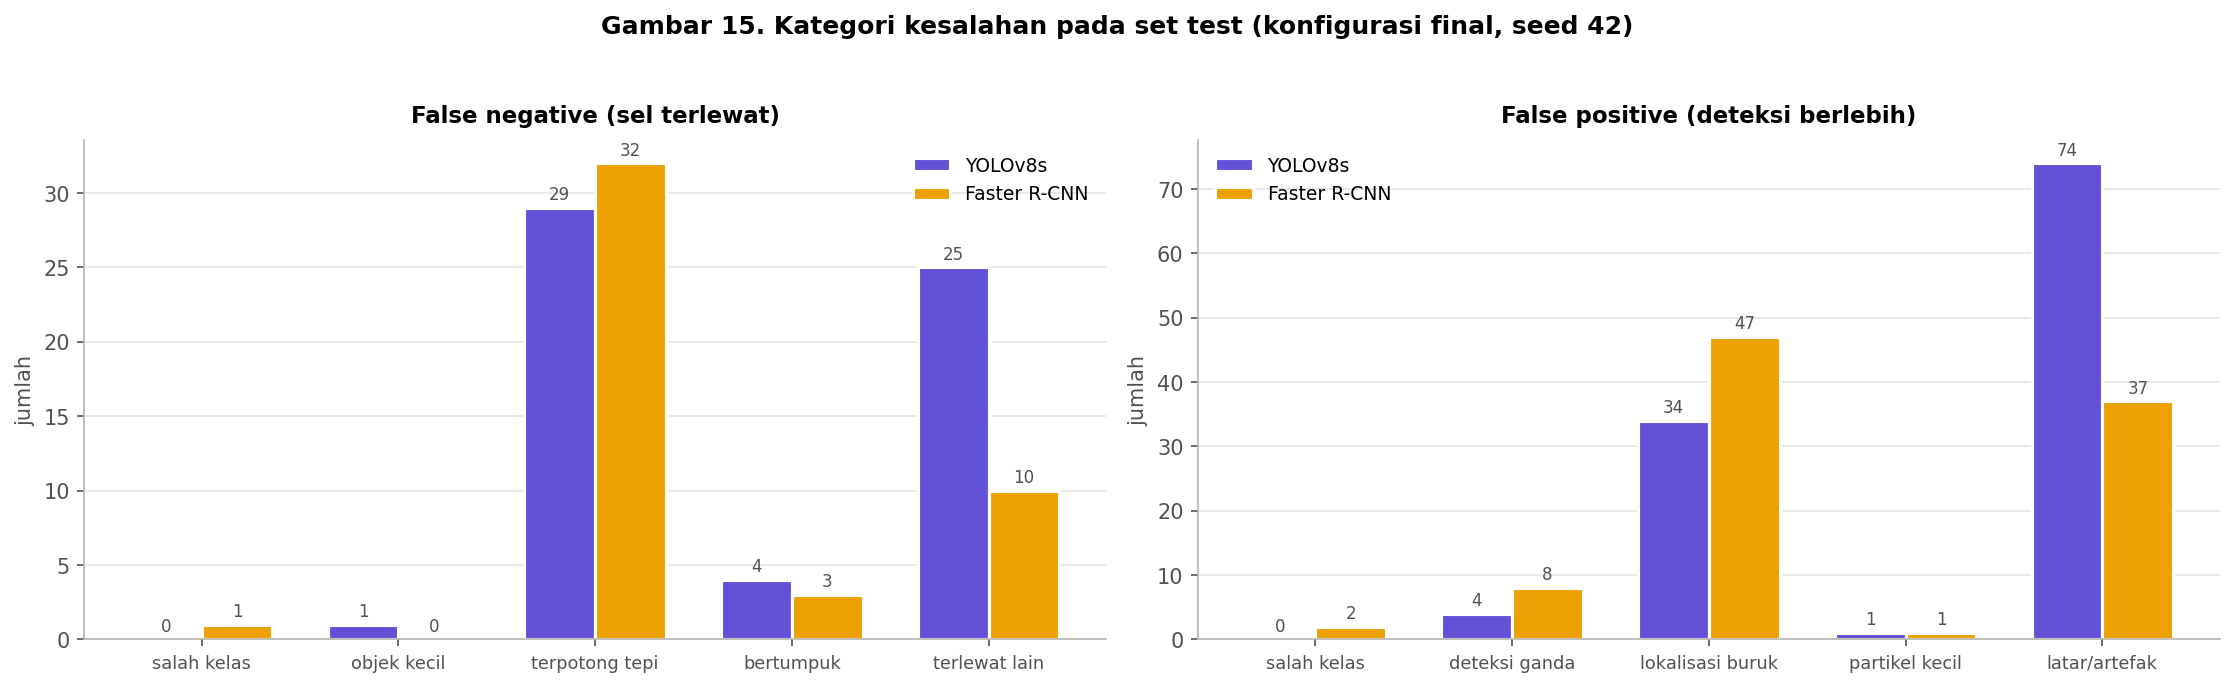 Gambar 15. Kategori kesalahan pada set test (konfigurasi final, seed 42)
False negative (sel terlewat)
YOLOv8s
Faster R-CNN
jumlah
30
25
20
15
10
5
0
0
1
1
0
29
32
4
3
25
10
salah kelas
objek kecil
terpotong tepi
bertumpuk
terlewat lain
False positive (deteksi berlebih)
YOLOv8s
Faster R-CNN
jumlah
70
60
50
40
30
20
10
0
0
2
4
8
34
47
1
1
74
37
salah kelas
deteksi ganda
lokalisasi buruk
partikel kecil
latar/artefak